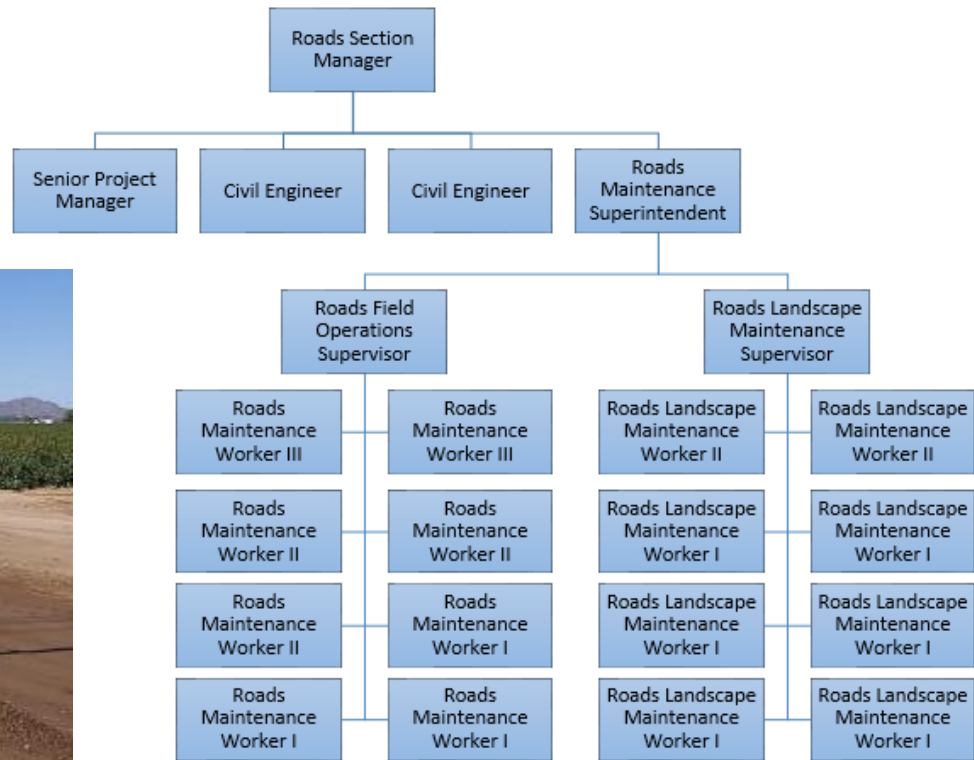 Roads Section
Manager
Senior Project
Manager
Civil Engineer
Civil Engineer
Roads
Maintenance
Superintendent
Roads Field
Operations
Supervisor
Roads Landscape
Maintenance
Supervisor
Roads
Maintenance
Worker III
Roads
Maintenance
Worker III
Roads Landscape
Maintenance
Worker II
Roads Landscape
Maintenance
Worker II
Roads
Maintenance
Worker II
Roads
Maintenance
Worker II
Roads Landscape
Maintenance
Worker I
Roads Landscape
Maintenance
Worker I
Roads
Maintenance
Worker II
Roads
Maintenance
Worker I
Roads Landscape
Maintenance
Worker I
Roads Landscape
Maintenance
Worker I
Roads
Maintenance
Worker I
Roads
Maintenance
Worker I
Roads Landscape
Maintenance
Worker I
Roads Landscape
Maintenance
Worker I